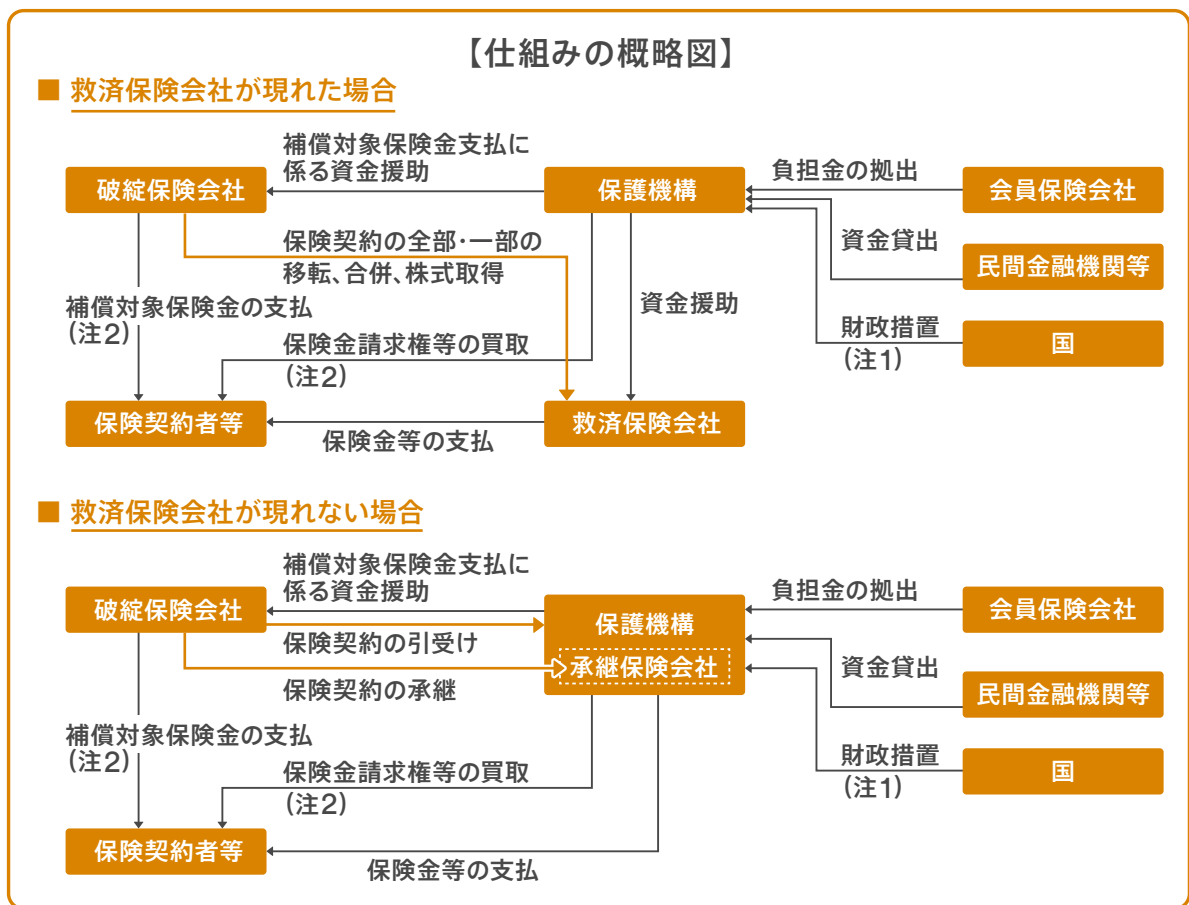 【仕組みの概略図】
■ 救済保険会社が現れた場合
補償対象保険金支払に
係る資金援助
破綻保険会社
保護機構
負担金の拠出
会員保険会社
保険契約の全部・一部の
移転、合併、株式取得
資金貸出
民間金融機関等
補償対象保険金の支払
(注2)
資金援助
財政措置
(注1)
国
保険金請求権等の買取
(注2)
保険契約者等
保険金等の支払
救済保険会社
■ 救済保険会社が現れない場合
補償対象保険金支払に
係る資金援助
破綻保険会社
保護機構
負担金の拠出
会員保険会社
保険契約の引受け
承継保険会社
保険契約の承継
資金貸出
民間金融機関等
補償対象保険金の支払
(注2)
財政措置
(注1)
国
保険金請求権等の買取
(注2)
保険契約者等
保険金等の支払